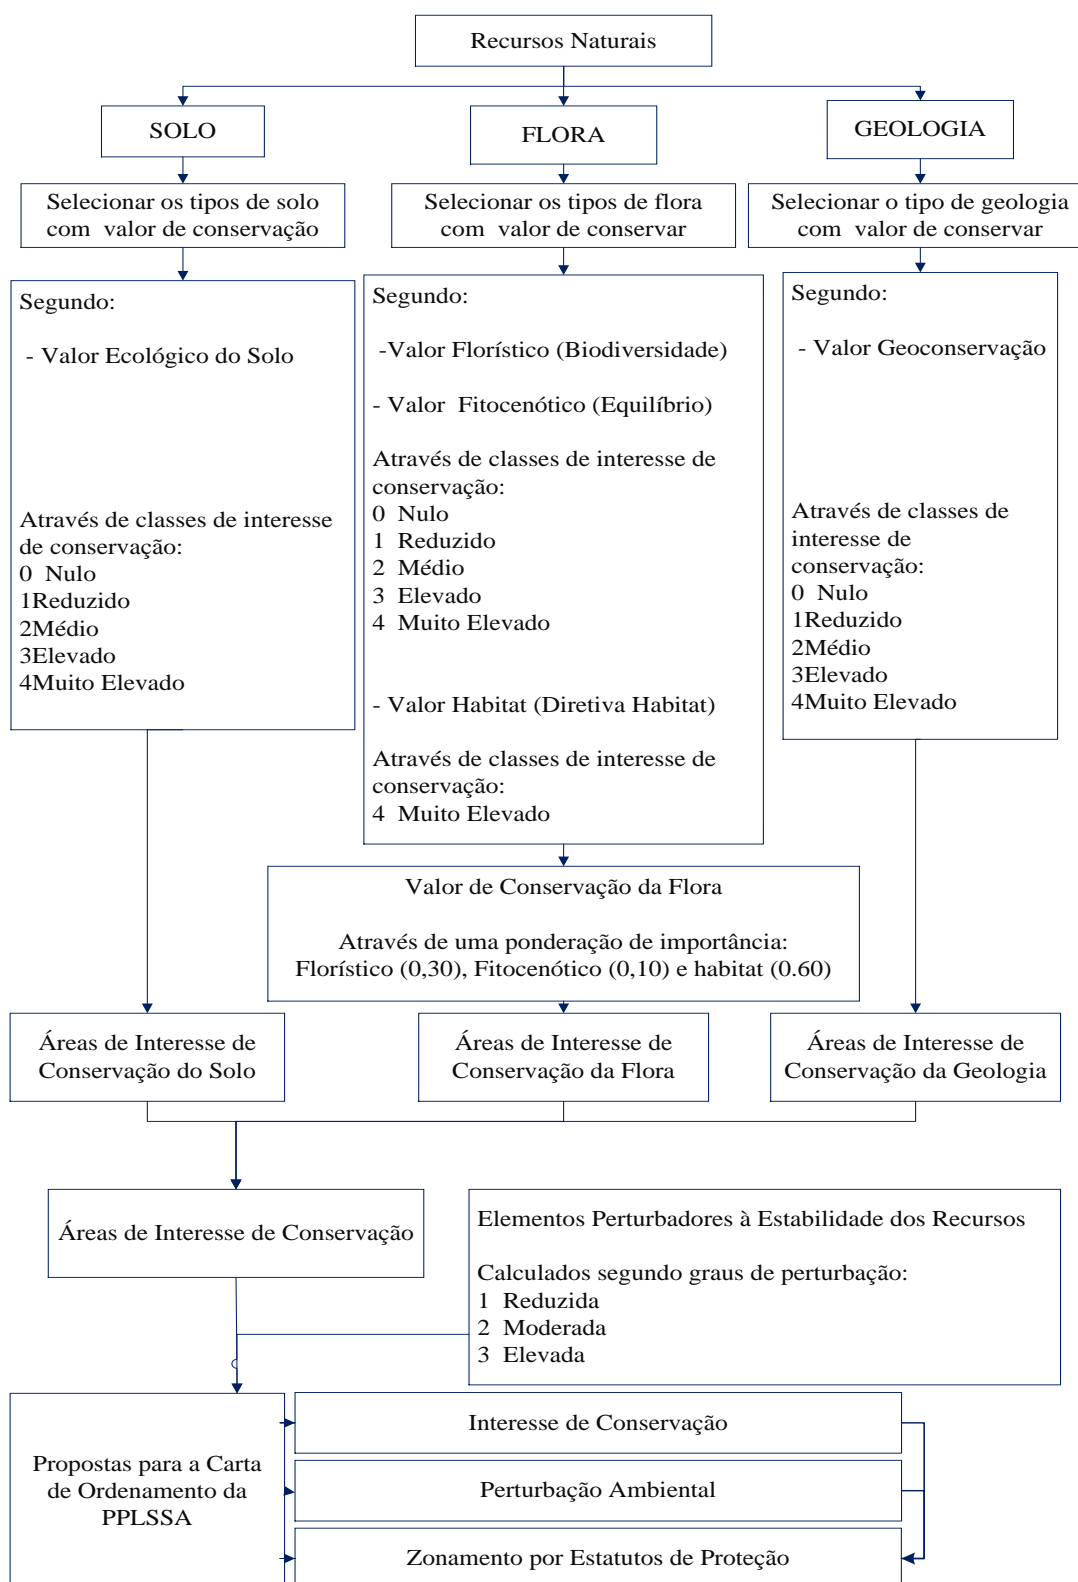 Recursos Naturais
SOLO
FLORA
GEOLOGIA
Selecionar os tipos de solo
com valor de conservação
Selecionar os tipos de flora
com valor de conservar
Selecionar o tipo de geologia
com valor de conservar
Segundo:
- Valor Ecológico do Solo
Através de classes de interesse
de conservação:
0 Nulo
1Reduzido
2Médio
3Elevado
4Muito Elevado
Segundo:
-Valor Florístico (Biodiversidade)
- Valor Fitocenótico (Equilíbrio)
Através de classes de interesse de
conservação:
0 Nulo
1 Reduzido
2 Médio
3 Elevado
4 Muito Elevado
- Valor Habitat (Diretiva Habitat)
Através de classes de interesse de
conservação:
4 Muito Elevado
Segundo:
- Valor Geoconservação
Através de classes de
interesse de
conservação:
0 Nulo
1Reduzido
2Médio
3Elevado
4Muito Elevado
Valor de Conservação da Flora
Através de uma ponderação de importância:
Florístico (0,30), Fitocenótico (0,10) e habitat (0.60)
Áreas de Interesse de
Conservação do Solo
Áreas de Interesse de
Conservação da Flora
Áreas de Interesse de
Conservação da Geologia
Áreas de Interesse de Conservação
Elementos Perturbadores à Estabilidade dos Recursos
Calculados segundo graus de perturbação:
1 Reduzida
2 Moderada
3 Elevada
Propostas para a Carta
de Ordenamento da
PPLSSA
Interesse de Conservação
Perturbação Ambiental
Zonamento por Estatutos de Proteção